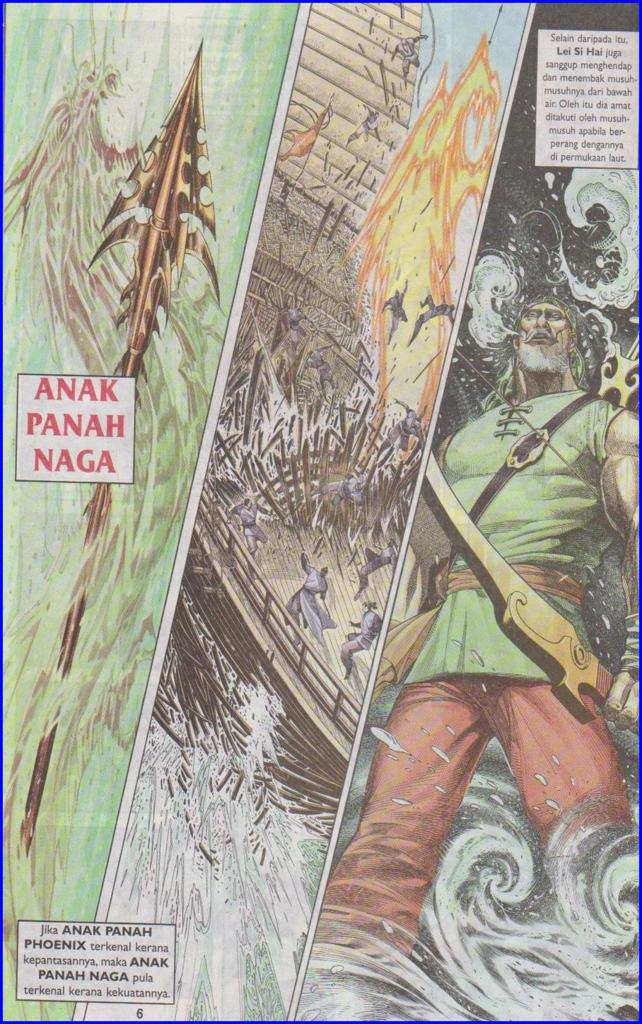 Selain daripada itu,
Lei Si Hai juga
sanggup menghendap
dan menembak musuh-
musuhnya dari bawah
air. Oleh itu dia amat
ditakuti oleh musuh-
musuh apabila ber-
perang dengannya
di permukaan laut.
ANAK
PANAH
NAGA
Jika ANAK PANAH
PHOENIX terkenal kerana
kepantasannya, maka ANAK
PANAH NAGA pula
terkenal kerana kekuatannya.
6